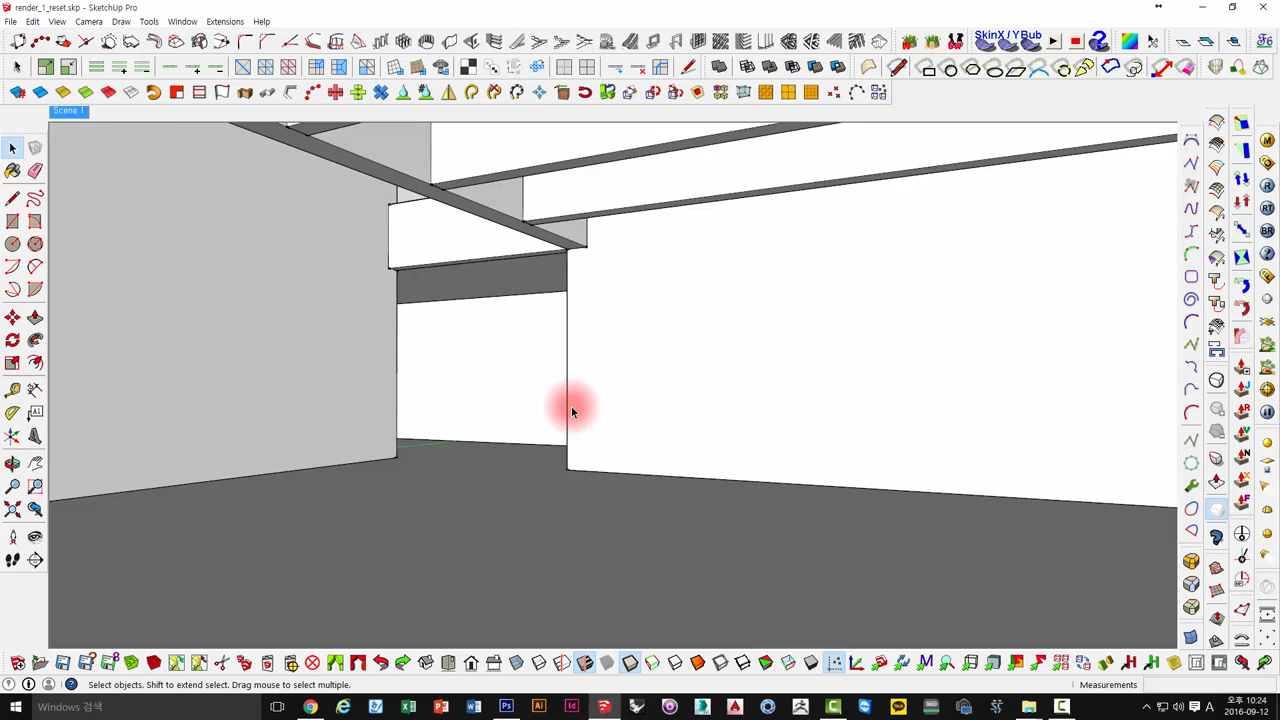 render_1_reset.skp - SketchUp Pro
File Edit View Camera Draw Tools Window Extensions Help
SkinX / YBub
Scene 1
Select objects. Shift to extend select. Drag mouse to select multiple.
Measurements
Windows 검색
오후 10:24
2016-09-12